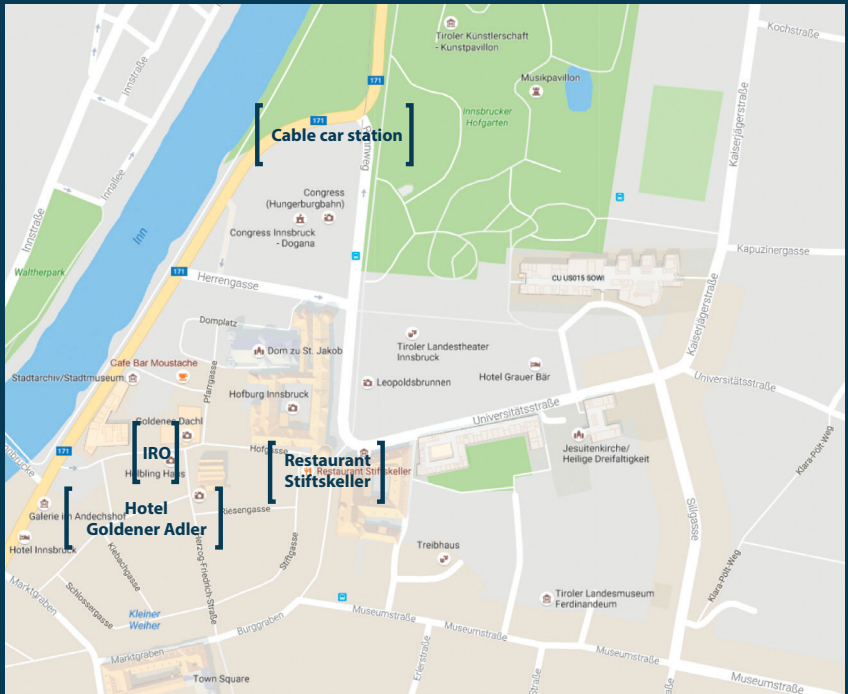 Tiroler Künstlerschaft
- Kunstpavillon
Kochstraße
Innstraße
171
Musikpavillon
Innsbrucker
Hofgarten
171
Cable car station
Kaiserjägerstraße
Innallee
Innstraße
Inn
Congress
(Hungerburgbahn)
Congress Innsbruck
- Dogana
Waltherpark
171
Herrengasse
CU US015 SOWI
Kapuzinergasse
Kaiserjägerstraße
Domplatz
Dom zu St. Jakob
Tiroler Landestheater
Innsbruck
Cafe Bar Moustache
Stadtarchiv/Stadtmuseum
Pfarrgasse
Leopoldsbrunnen
Hotel Grauer Bär
Universitätsstraße
Hofburg Innsbruck
Universitätsstraße
Goldenes Dachl
Hofgasse
Jesuitenkirche/
Heilige Dreifaltigkeit
Klara-Pölt-Weg
171
IRO
Helbling Haus
Restaurant
Stiftskeller
Restaurant Stiftskeller
Hotel
Goldener Adler
Galerie im Andechshof
Riesengasse
Sillgasse
Hotel Innsbruck
Kiebachgasse
Herzog-Friedrich-Straße
Stiftgasse
Treibhaus
Klara-Pölt-Weg
Marktgraben
Schlossergasse
Kleiner
Weiher
Tiroler Landesmuseum
Ferdinandeum
Burggraben
Museumstraße
Museumstraße
Marktgraben
Erlerstraße
Museumstraße
Town Square
Museumstraße